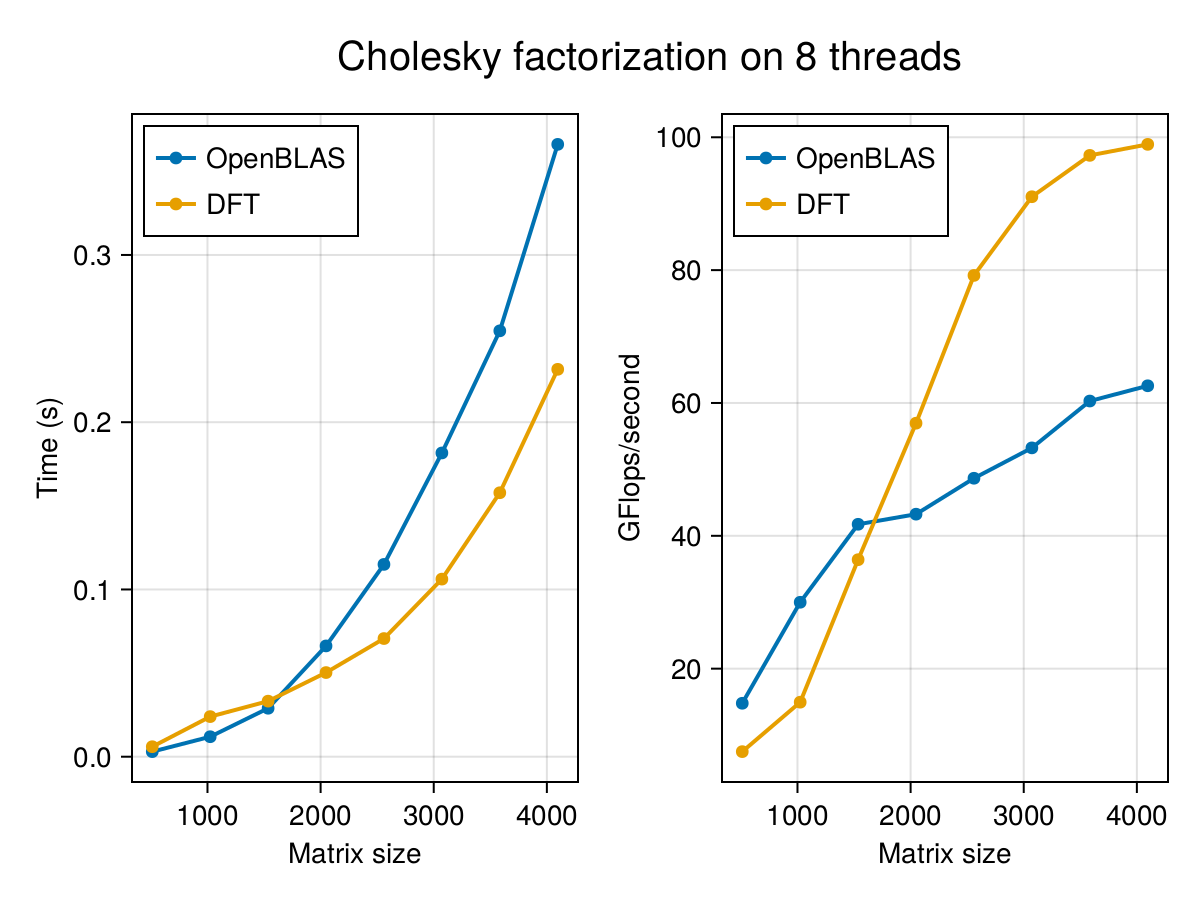 Cholesky factorization on 8 threads
OpenBLAS
DFT
0.3
0.2
0.1
0.0
Time (s)
1000 2000 3000 4000
Matrix size
OpenBLAS
DFT
100
80
60
40
20
GFlops/second
1000 2000 3000 4000
Matrix size